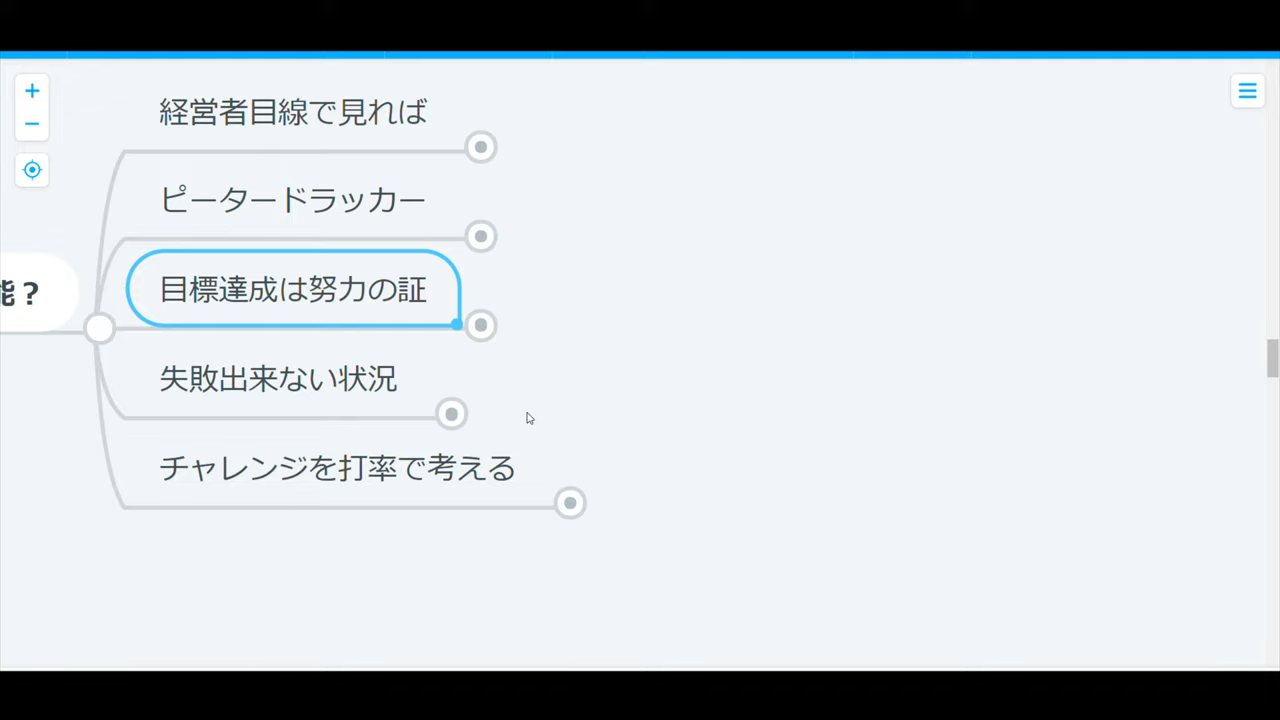 経営者目線で見れば
ピータードラッカー
能？
目標達成は努力の証
失敗出来ない状況
チャレンジを打率で考える